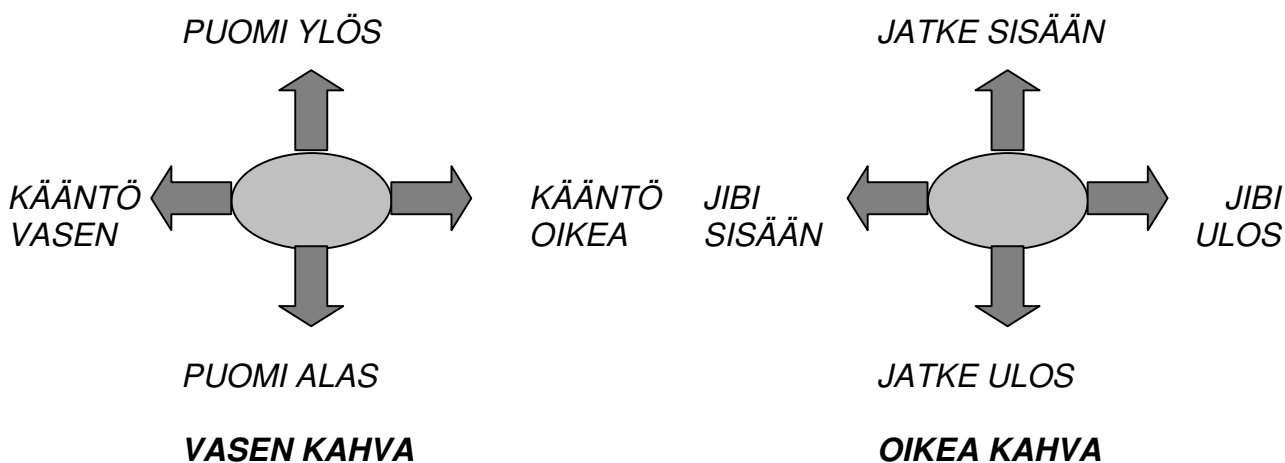 PUOMI YLÖS
KÄÄNTÖ
VASEN
KÄÄNTÖ
OIKEA
PUOMI ALAS
VASEN KAHVA
JATKE SISÄÄN
JIBI
SISÄÄN
JIBI
ULOS
JATKE ULOS
OIKEA KAHVA